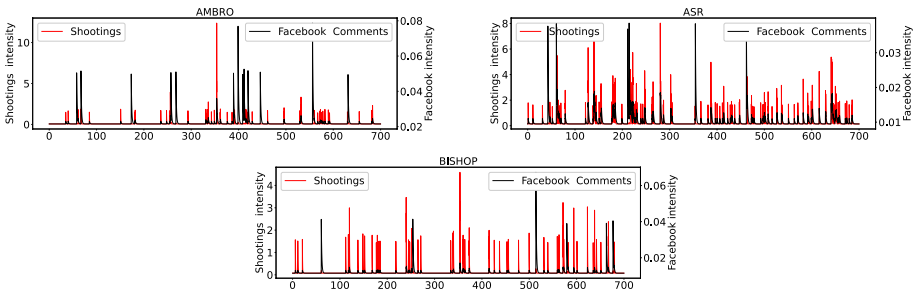 AMBRO
Shootings
Facebook Comments
Shootings intensity
10
5
0
0.08
0.06
0.04
0.02
Facebook intensity
0 100 200 300 400 500 600 700
ASR
Shootings
Facebook Comments
Shootings intensity
8
6
4
2
0
0.03
0.02
0.01
Facebook intensity
0 100 200 300 400 500 600 700
BISHOP
Shootings
Facebook Comments
Shootings intensity
4
3
2
1
0
0.06
0.04
0.02
Facebook intensity
0 100 200 300 400 500 600 700